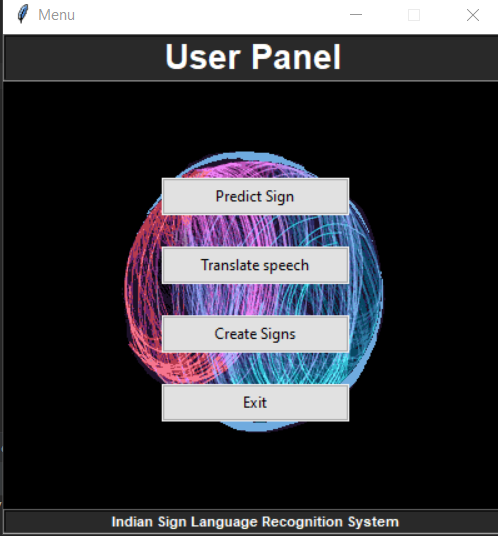 Menu
User Panel
Predict Sign
Translate speech
Create Signs
Exit
Indian Sign Language Recognition System